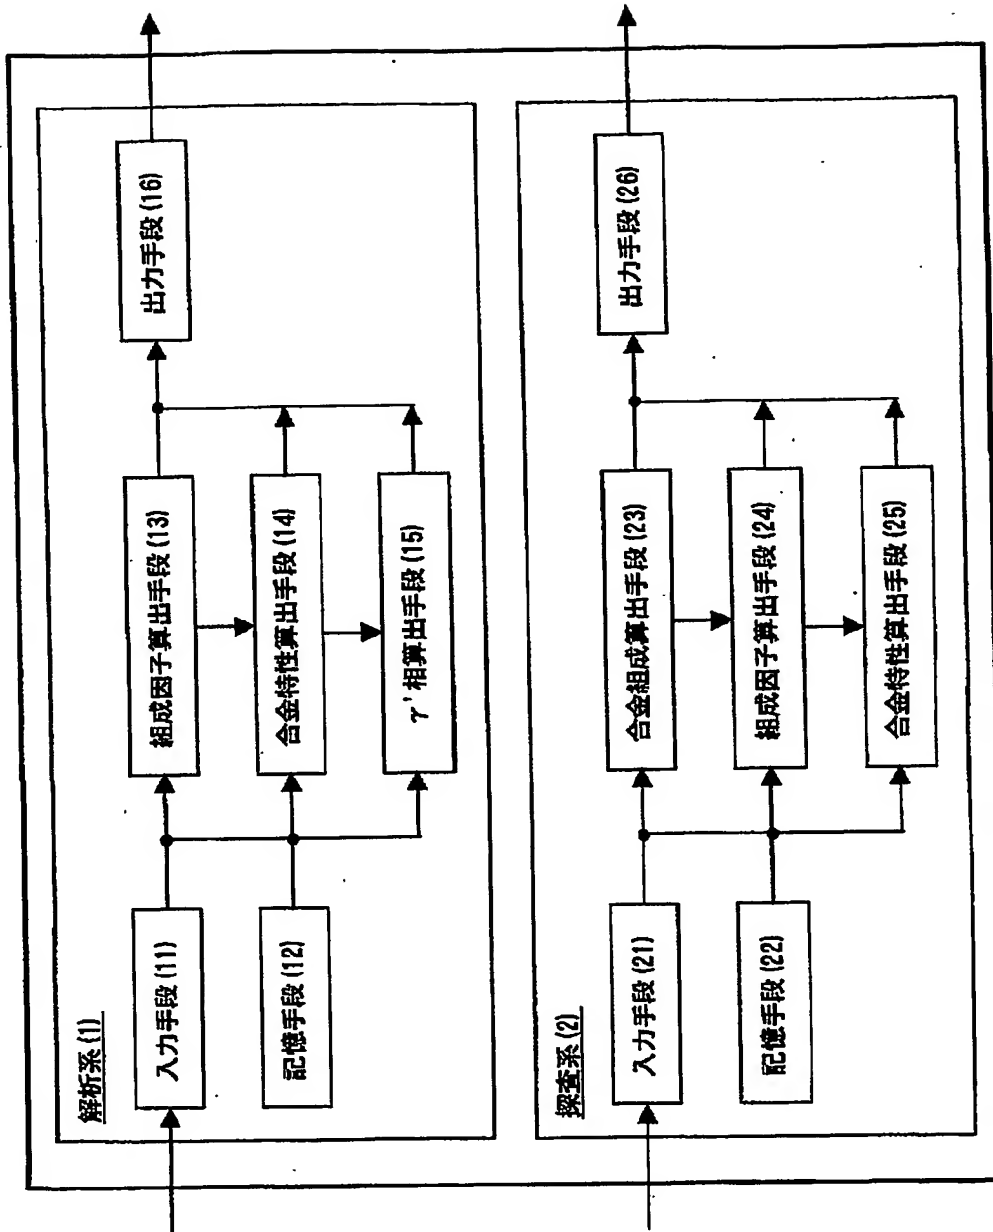 解析系(1)
入力手段(11)
記憶手段(12)
組成因子算出手段(13)
合金特性算出手段(14)
γ'相算出手段(15)
出力手段(16)
探査系(2)
入力手段(21)
記憶手段(22)
合金組成算出手段(23)
組成因子算出手段(24)
合金特性算出手段(25)
出力手段(26)